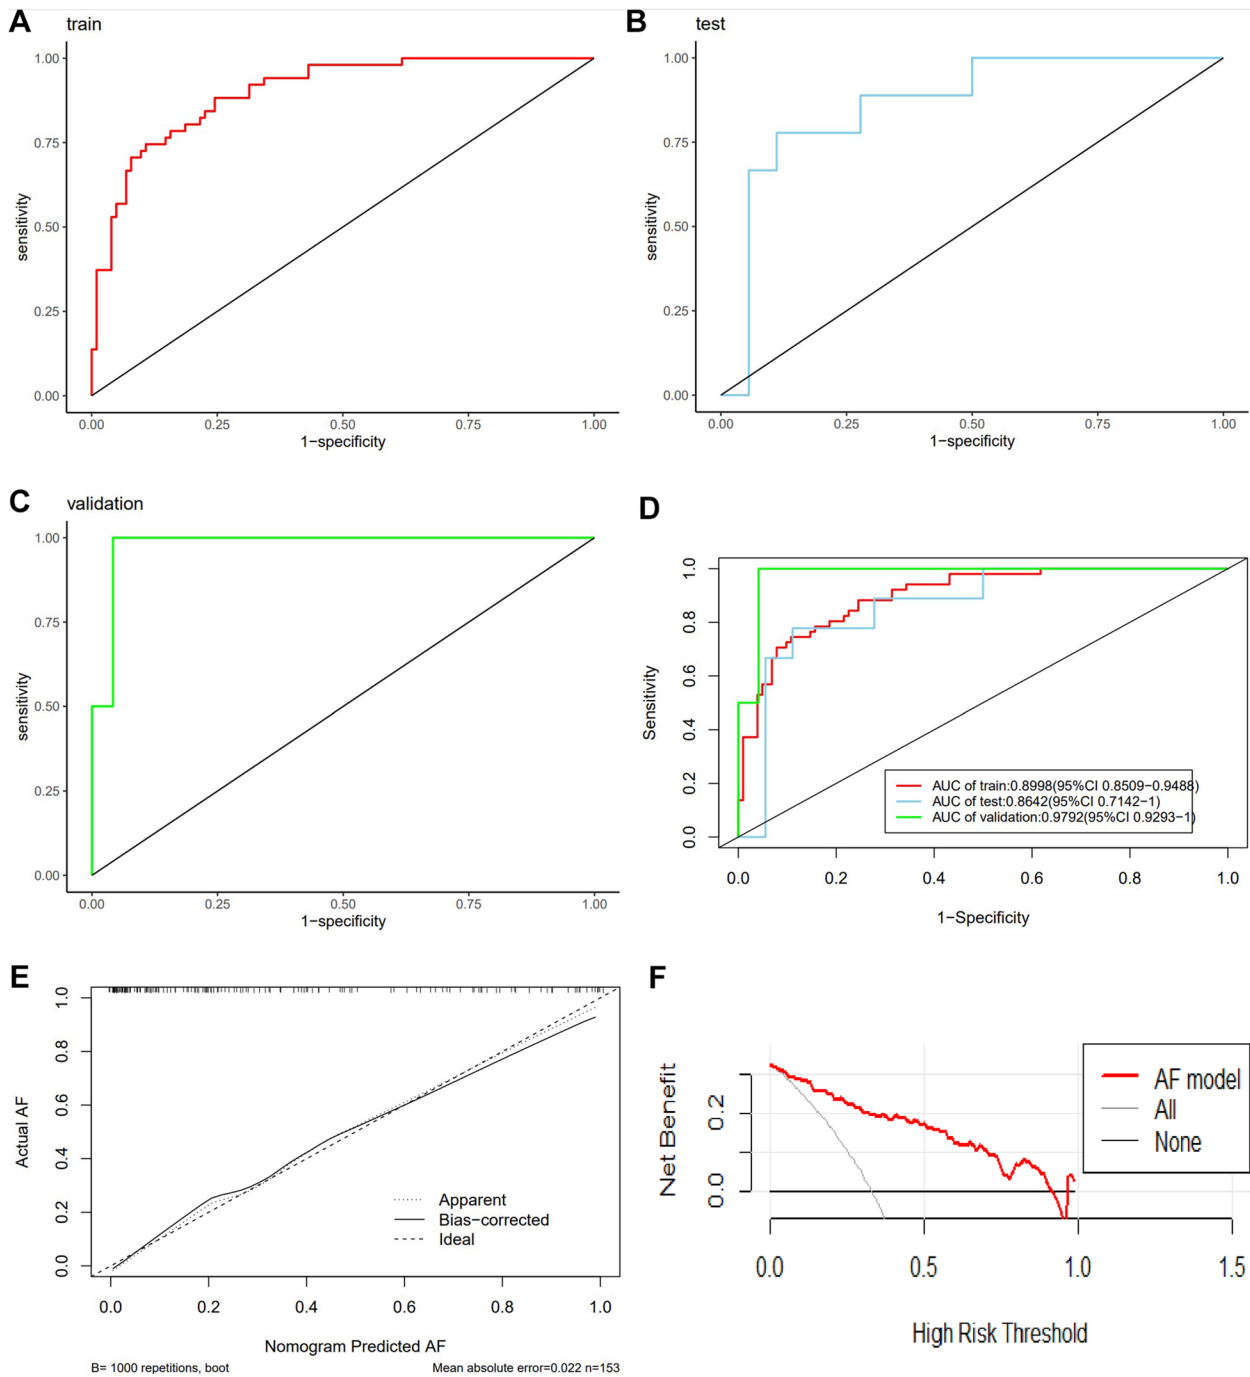 A
train
1.00
0.75
0.50
0.25
0.00
sensitivity
0.00 0.25 0.50 0.75 1.00
1−specificity
B
test
1.00
0.75
0.50
0.25
0.00
sensitivity
0.00 0.25 0.50 0.75 1.00
1−specificity
C
validation
1.00
0.75
0.50
0.25
0.00
sensitivity
0.00 0.25 0.50 0.75 1.00
1−specificity
D
1.0
0.8
0.6
0.4
0.2
0.0
Sensitivity
AUC of train:0.8998(95%CI 0.8509−0.9488)
AUC of test:0.8642(95%CI 0.7142−1)
AUC of validation:0.9792(95%CI 0.9293−1)
0.0 0.2 0.4 0.6 0.8 1.0
1−Specificity
E
1.0
0.8
0.6
0.4
0.2
0.0
Actual AF
Apparent
Bias−corrected
Ideal
0.0 0.2 0.4 0.6 0.8 1.0
Nomogram Predicted AF
B= 1000 repetitions, boot
Mean absolute error=0.022 n=153
F
Net Benefit
0.2
0.0
AF model
All
None
0.0 0.5 1.0 1.5
High Risk Threshold